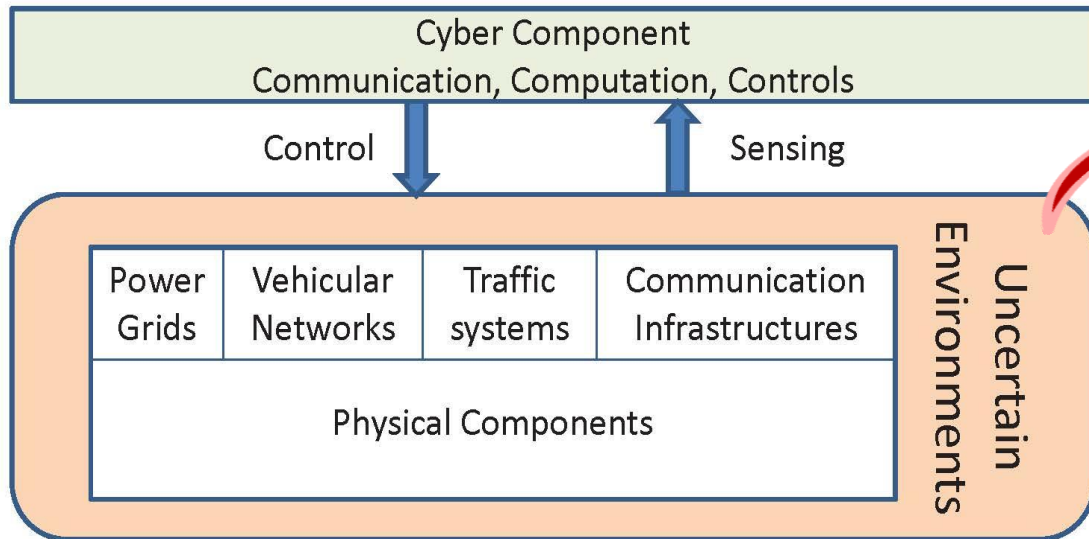 Cyber Component
Communication, Computation, Controls
Control
Sensing
Power
Grids
Vehicular
Networks
Traffic
systems
Communication
Infrastructures
Physical Components
Uncertain
Environments